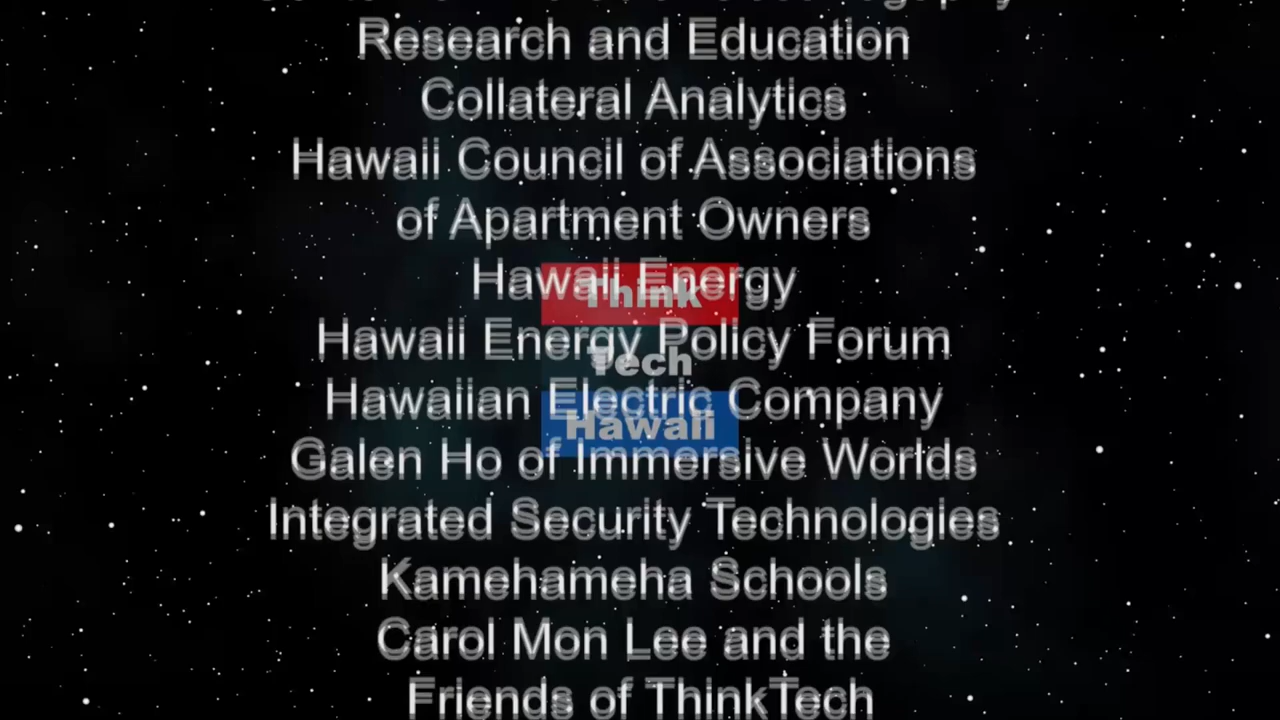 Research and Education
Collateral Analytics
Hawaii Council of Associations
of Apartment Owners
Hawaii Energy
Think
Hawaii Energy Policy Forum
Tech
Hawaiian Electric Company
Hawaii
Galen Ho of Immersive Worlds
Integrated Security Technologies
Kamehameha Schools
Carol Mon Lee and the
Friends of ThinkTech